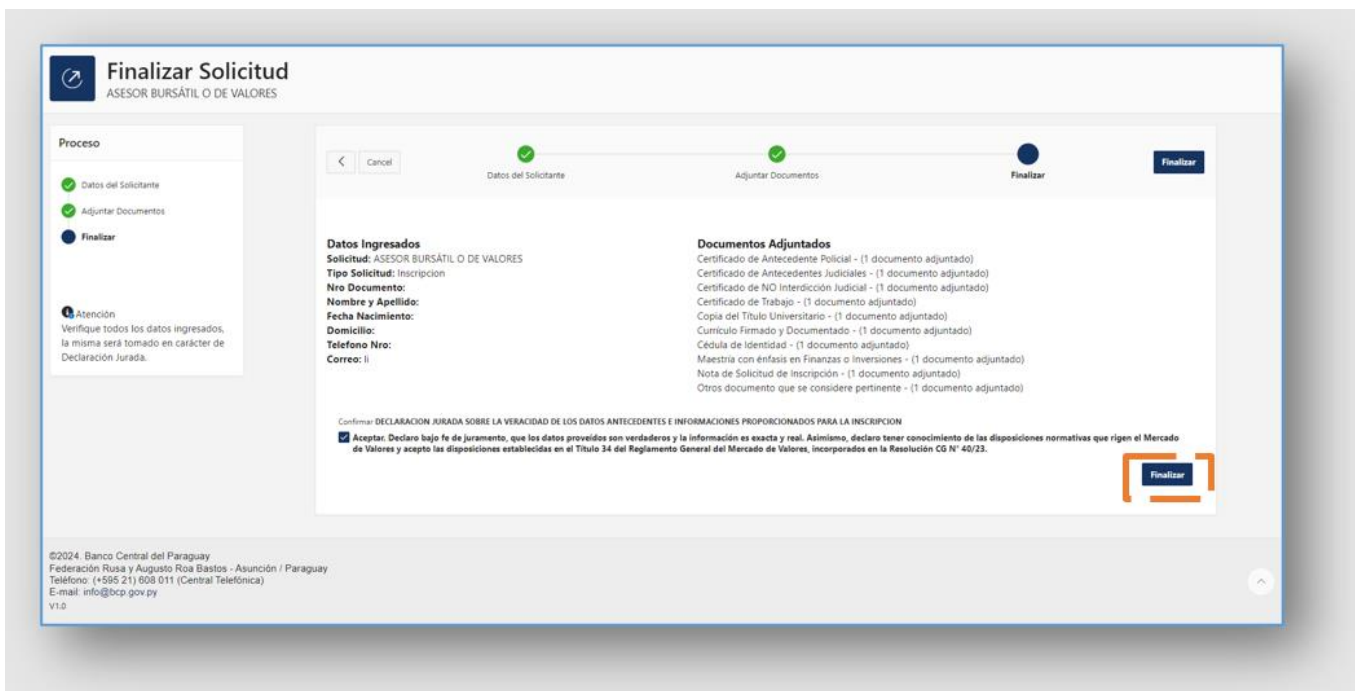 Finalizar Solicitud
ASESOR BURSÁTIL O DE VALORES
Proceso
Datos del Solicitante
Adjuntar Documentos
Finalizar
Atención
Verifique todos los datos ingresados,
la misma será tomado en carácter de
Declaración Jurada.
Cancel
Datos del Solicitante
Adjuntar Documentos
Finalizar
Finalizar
Datos Ingresados
Solicitud: ASESOR BURSÁTIL O DE VALORES
Tipo Solicitud: Inscripcion
Nro Documento:
Nombre y Apellido:
Fecha Nacimiento:
Domicilio:
Telefono Nro:
Correo: li
Documentos Adjuntados
Certificado de Antecedente Policial - (1 documento adjuntado)
Certificado de Antecedentes Judiciales - (1 documento adjuntado)
Certificado de NO Interdicción Judicial - (1 documento adjuntado)
Certificado de Trabajo - (1 documento adjuntado)
Copia del Título Universitario - (1 documento adjuntado)
Currículo Firmado y Documentado - (1 documento adjuntado)
Cédula de Identidad - (1 documento adjuntado)
Maestría con énfasis en Finanzas o Inversiones - (1 documento adjuntado)
Nota de Solicitud de Inscripción - (1 documento adjuntado)
Otros documento que se considere pertinente - (1 documento adjuntado)
Confirmar DECLARACION JURADA SOBRE LA VERACIDAD DE LOS DATOS ANTECEDENTES E INFORMACIONES PROPORCIONADOS PARA LA INSCRIPCION
Aceptar. Declaro bajo fe de juramento, que los datos proveídos son verdaderos y la información es exacta y real. Asimismo, declaro tener conocimiento de las disposiciones normativas que rigen el Mercado
de Valores y acepto las disposiciones establecidas en el Título 34 del Reglamento General del Mercado de Valores, incorporados en la Resolución CG N° 40/23.
Finalizar
©2024. Banco Central del Paraguay
Federación Rusa y Augusto Roa Bastos - Asunción / Paraguay
Teléfono: (+595 21) 608 011 (Central Telefónica)
E-mail: info@bcp.gov.py
V1.0